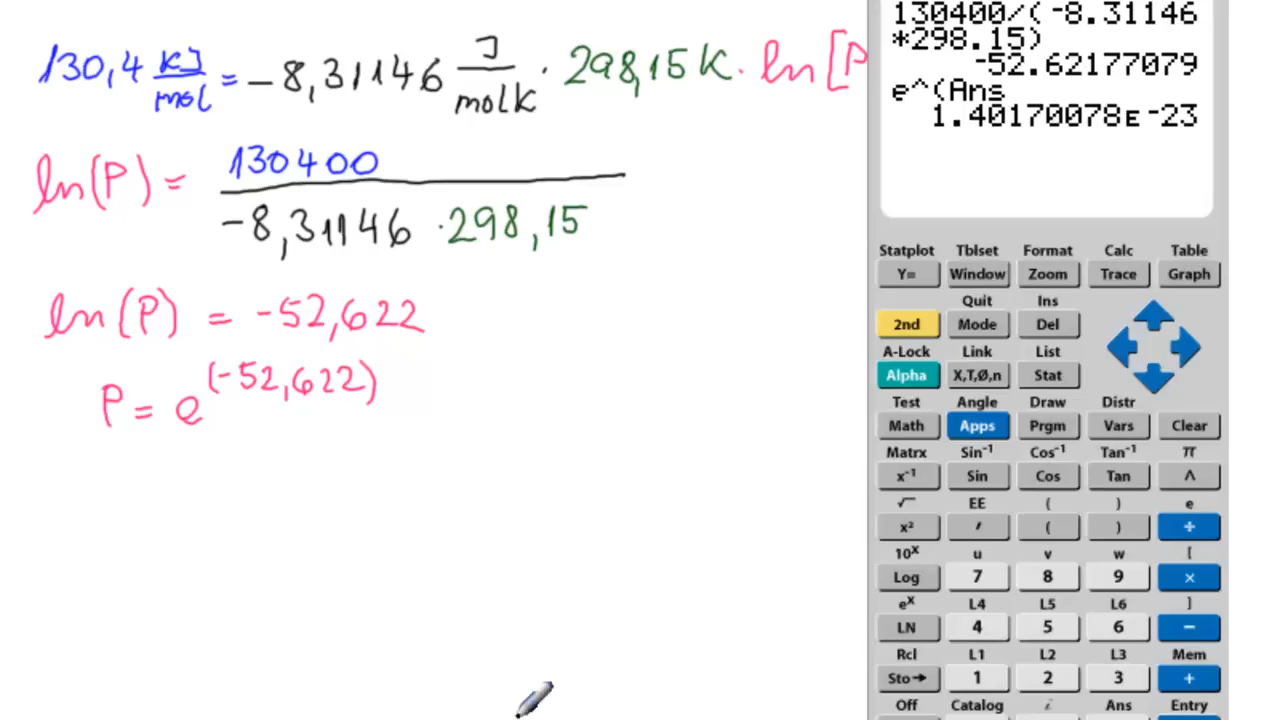 130,4 kJ/mol = -8,31146 J/molK · 298,15K · ln[P
ln(P) = 130400 / -8,31146 · 298,15
ln(P) = -52,622
P = e^(-52,622)
130400/(-8.31146
*298.15)
-52.62177079
e^(Ans
1.40170078E-23
Statplot Tblset Format Calc Table
Y= Window Zoom Trace Graph
Quit Ins
2nd Mode Del
A-Lock Link List
Alpha X,T,Θ,n Stat
Test Angle Draw Distr
Math Apps Prgm Vars Clear
Matrx Sin⁻¹ Cos⁻¹ Tan⁻¹ π
x⁻¹ Sin Cos Tan ^
√ EE ( ) e
x² , ( ) ÷
10ˣ u v w [
Log 7 8 9 ×
eˣ L4 L5 L6 ]
LN 4 5 6 −
Rcl L1 L2 L3 Mem
Sto➔ 1 2 3 +
Off Catalog i Ans Entry